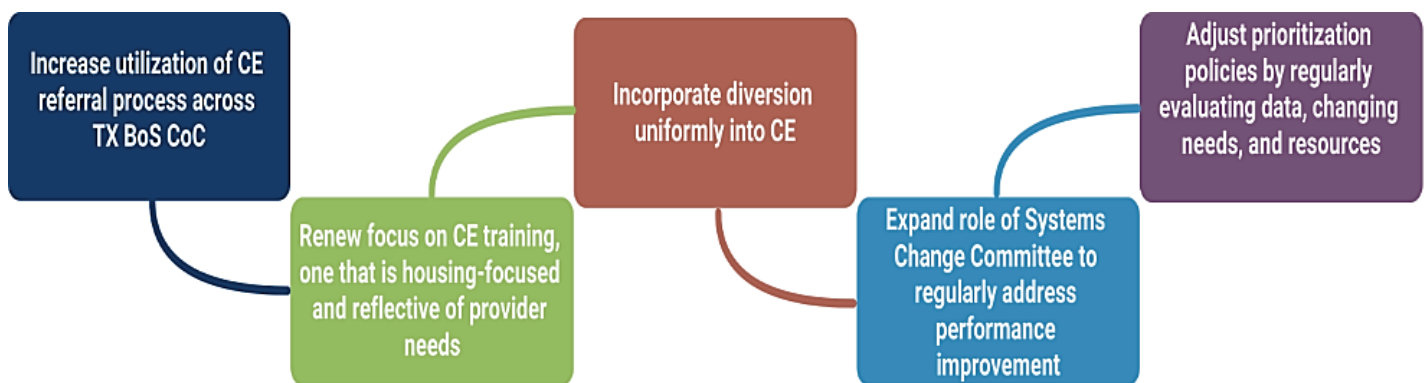 Increase utilization of CE
referral process across
TX BoS CoC
Renew focus on CE training,
one that is housing-focused
and reflective of provider
needs
Incorporate diversion
uniformly into CE
Expand role of Systems
Change Committee to
regularly address
performance
improvement
Adjust prioritization
policies by regularly
evaluating data, changing
needs, and resources